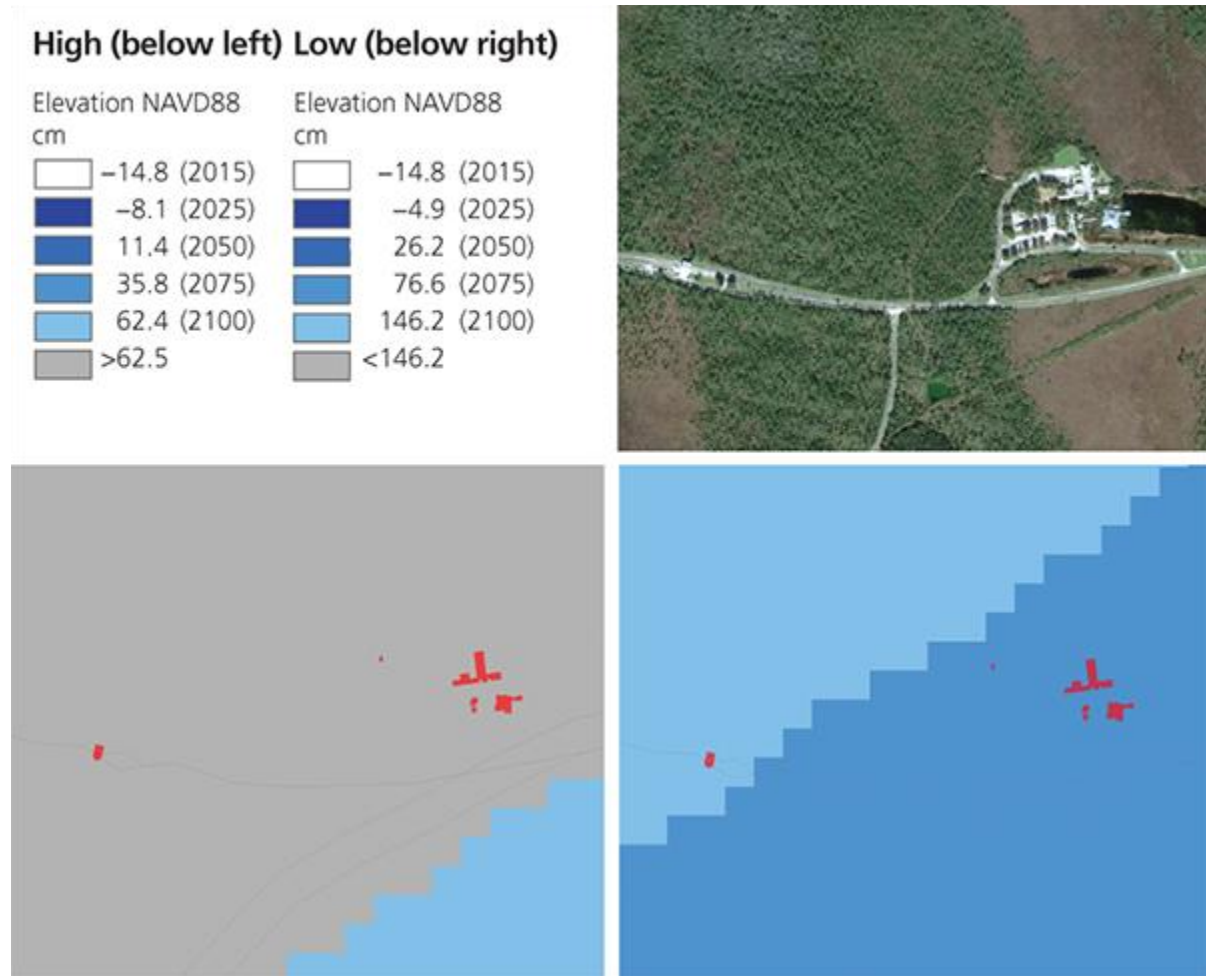 High (below left) Low (below right)
Elevation NAVD88 Elevation NAVD88
cm cm
−14.8 (2015) −14.8 (2015)
−8.1 (2025) −4.9 (2025)
11.4 (2050) 26.2 (2050)
35.8 (2075) 76.6 (2075)
62.4 (2100) 146.2 (2100)
>62.5 <146.2